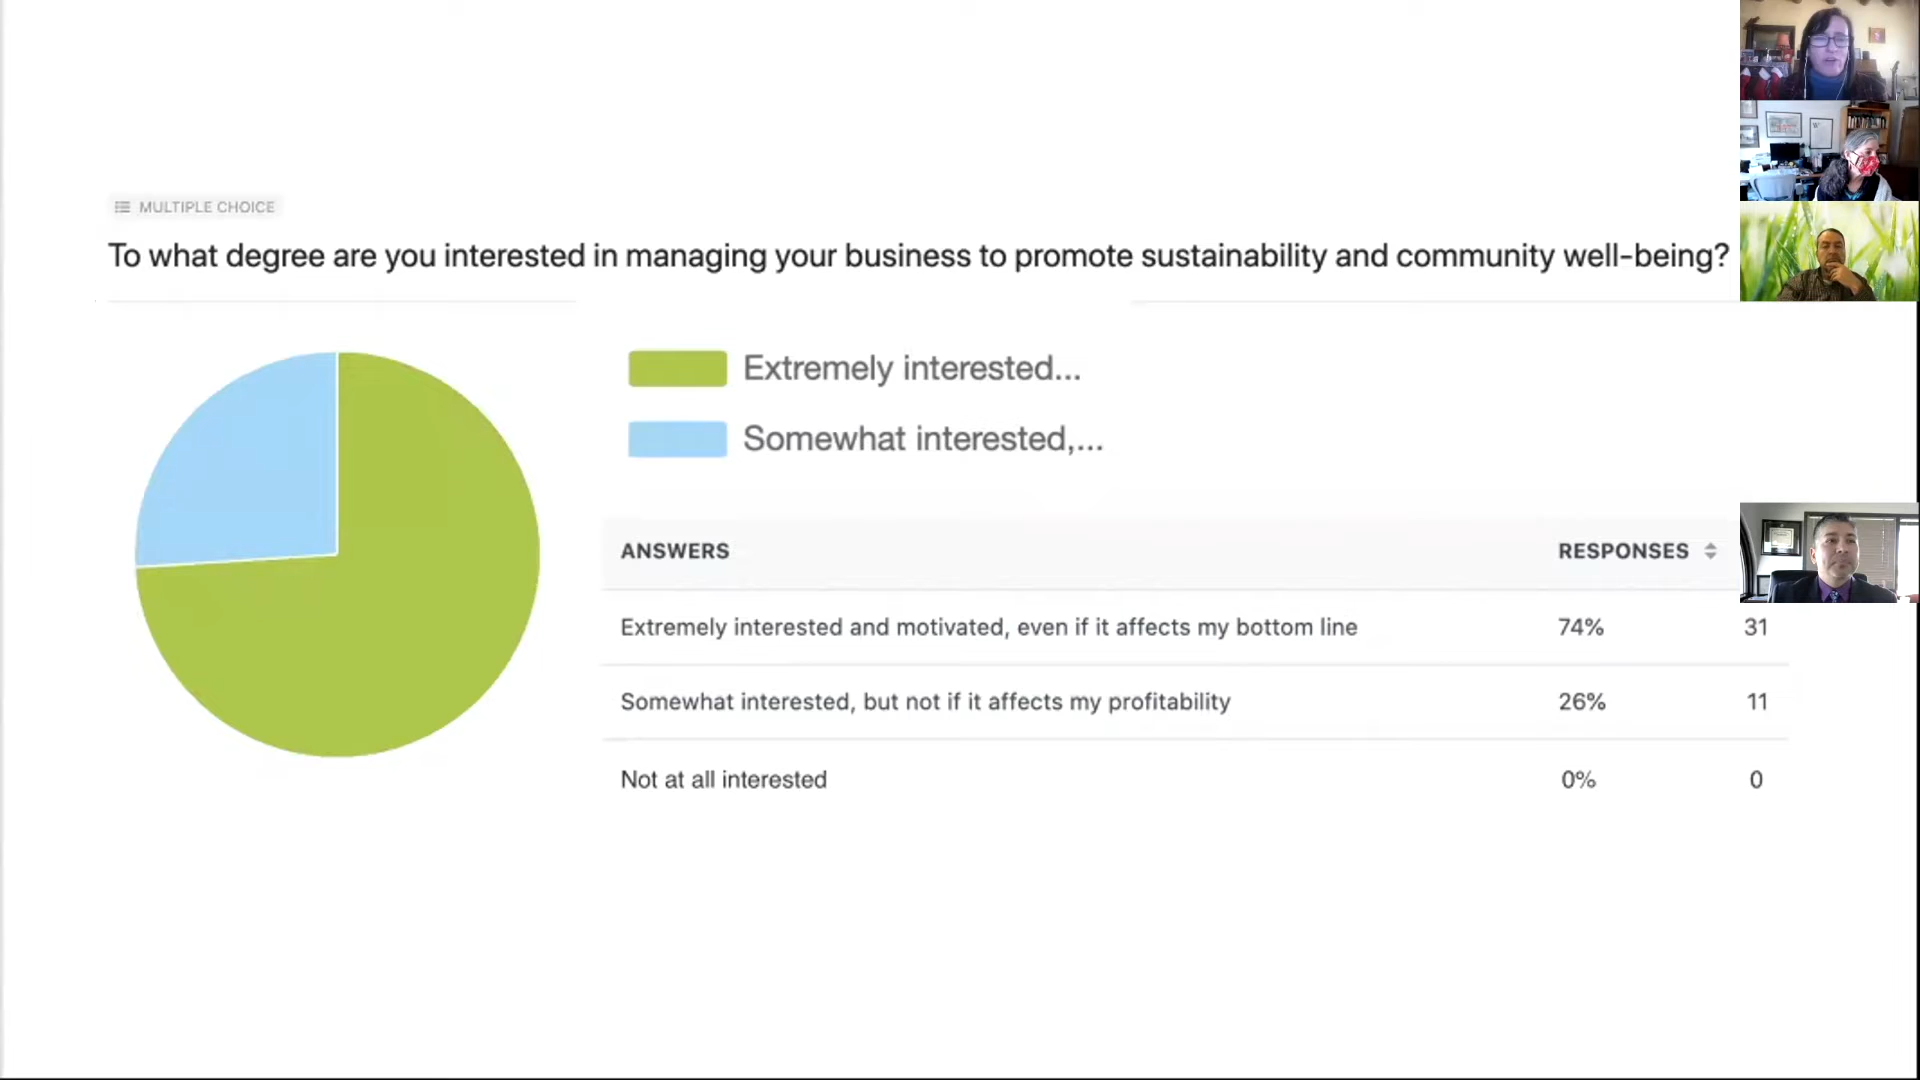 MULTIPLE CHOICE
To what degree are you interested in managing your business to promote sustainability and community well-being?
Extremely interested...
Somewhat interested,...
ANSWERS RESPONSES
Extremely interested and motivated, even if it affects my bottom line 74% 31
Somewhat interested, but not if it affects my profitability 26% 11
Not at all interested 0% 0